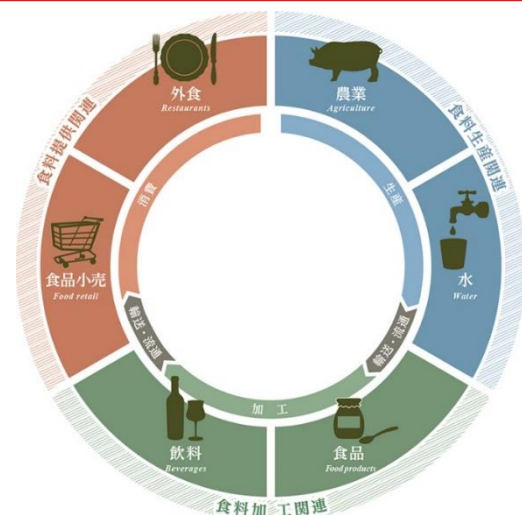 外食
Restaurants
農業
Agriculture
食料提供関連
食料生産関連
消費
生産
食品小売
Food retail
水
Water
輸送・流通
輸送・流通
加工
飲料
Beverages
食品
Food products
食料加工関連